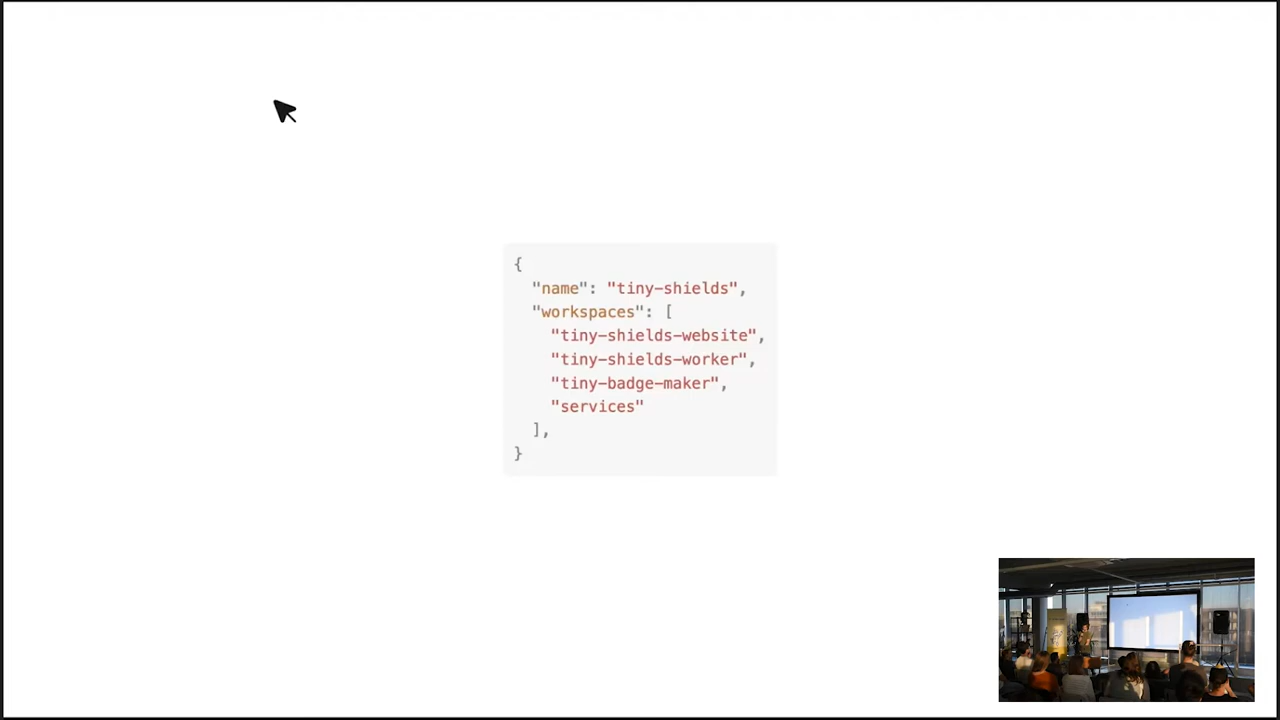 {
"name": "tiny-shields",
"workspaces": [
"tiny-shields-website",
"tiny-shields-worker",
"tiny-badge-maker",
"services"
],
}